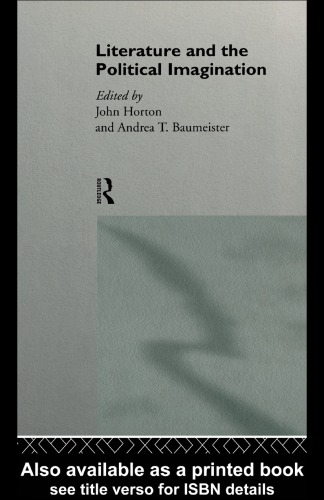 Literature and the
Political Imagination
Edited by
John Horton
and Andrea T. Baumeister
ROUTLEDGE
Also available as a printed book
see title verso for ISBN details